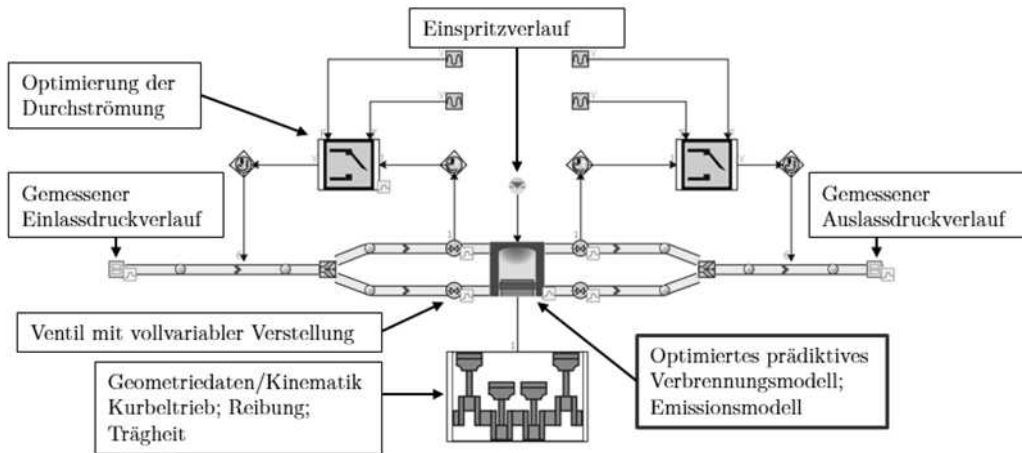 Einspritzverlauf
Optimierung der
Durchströmung
Gemessener
Einlassdruckverlauf
Gemessener
Auslassdruckverlauf
Ventil mit vollvariabler Verstellung
Geometriedaten/Kinematik
Kurbeltrieb; Reibung;
Trägheit
Optimiertes prädiktives
Verbrennungsmodell;
Emissionsmodell